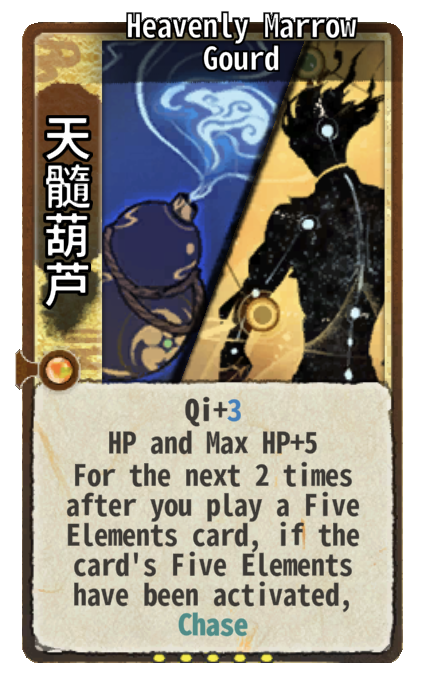 Heavenly Marrow
Gourd
天髓葫芦
Qi+3
HP and Max HP+5
For the next 2 times
after you play a Five
Elements card, if the
card's Five Elements
have been activated,
Chase